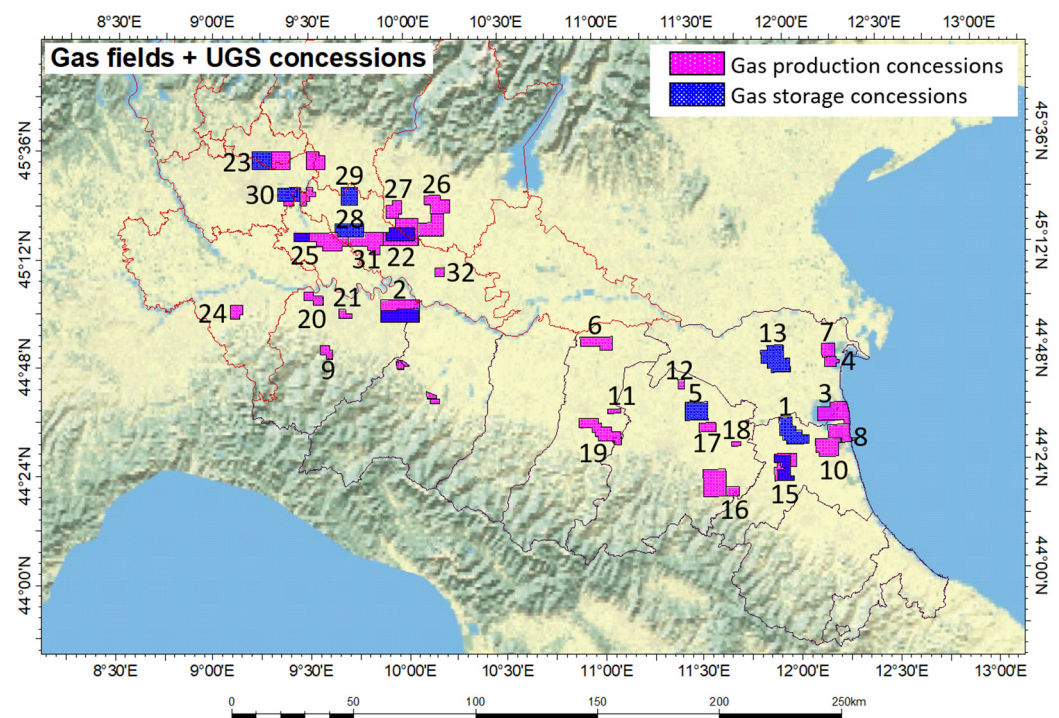 8°30'E 9°00'E 9°30'E 10°00'E 10°30'E 11°00'E 11°30'E 12°00'E 12°30'E 13°00'E
Gas fields + UGS concessions
Gas production concessions
Gas storage concessions
45°36'N 45°36'N
23
29
30
27 26
28
25 31 22
45°12'N 45°12'N
32
24 20 21 2
9
6 13 7
4
44°48'N 44°48'N
12
11 5 1 3
19 17 18 8
10
44°24'N 44°24'N
15
16
44°00'N 44°00'N
8°30'E 9°00'E 9°30'E 10°00'E 10°30'E 11°00'E 11°30'E 12°00'E 12°30'E 13°00'E
0 50 100 150 200 250km